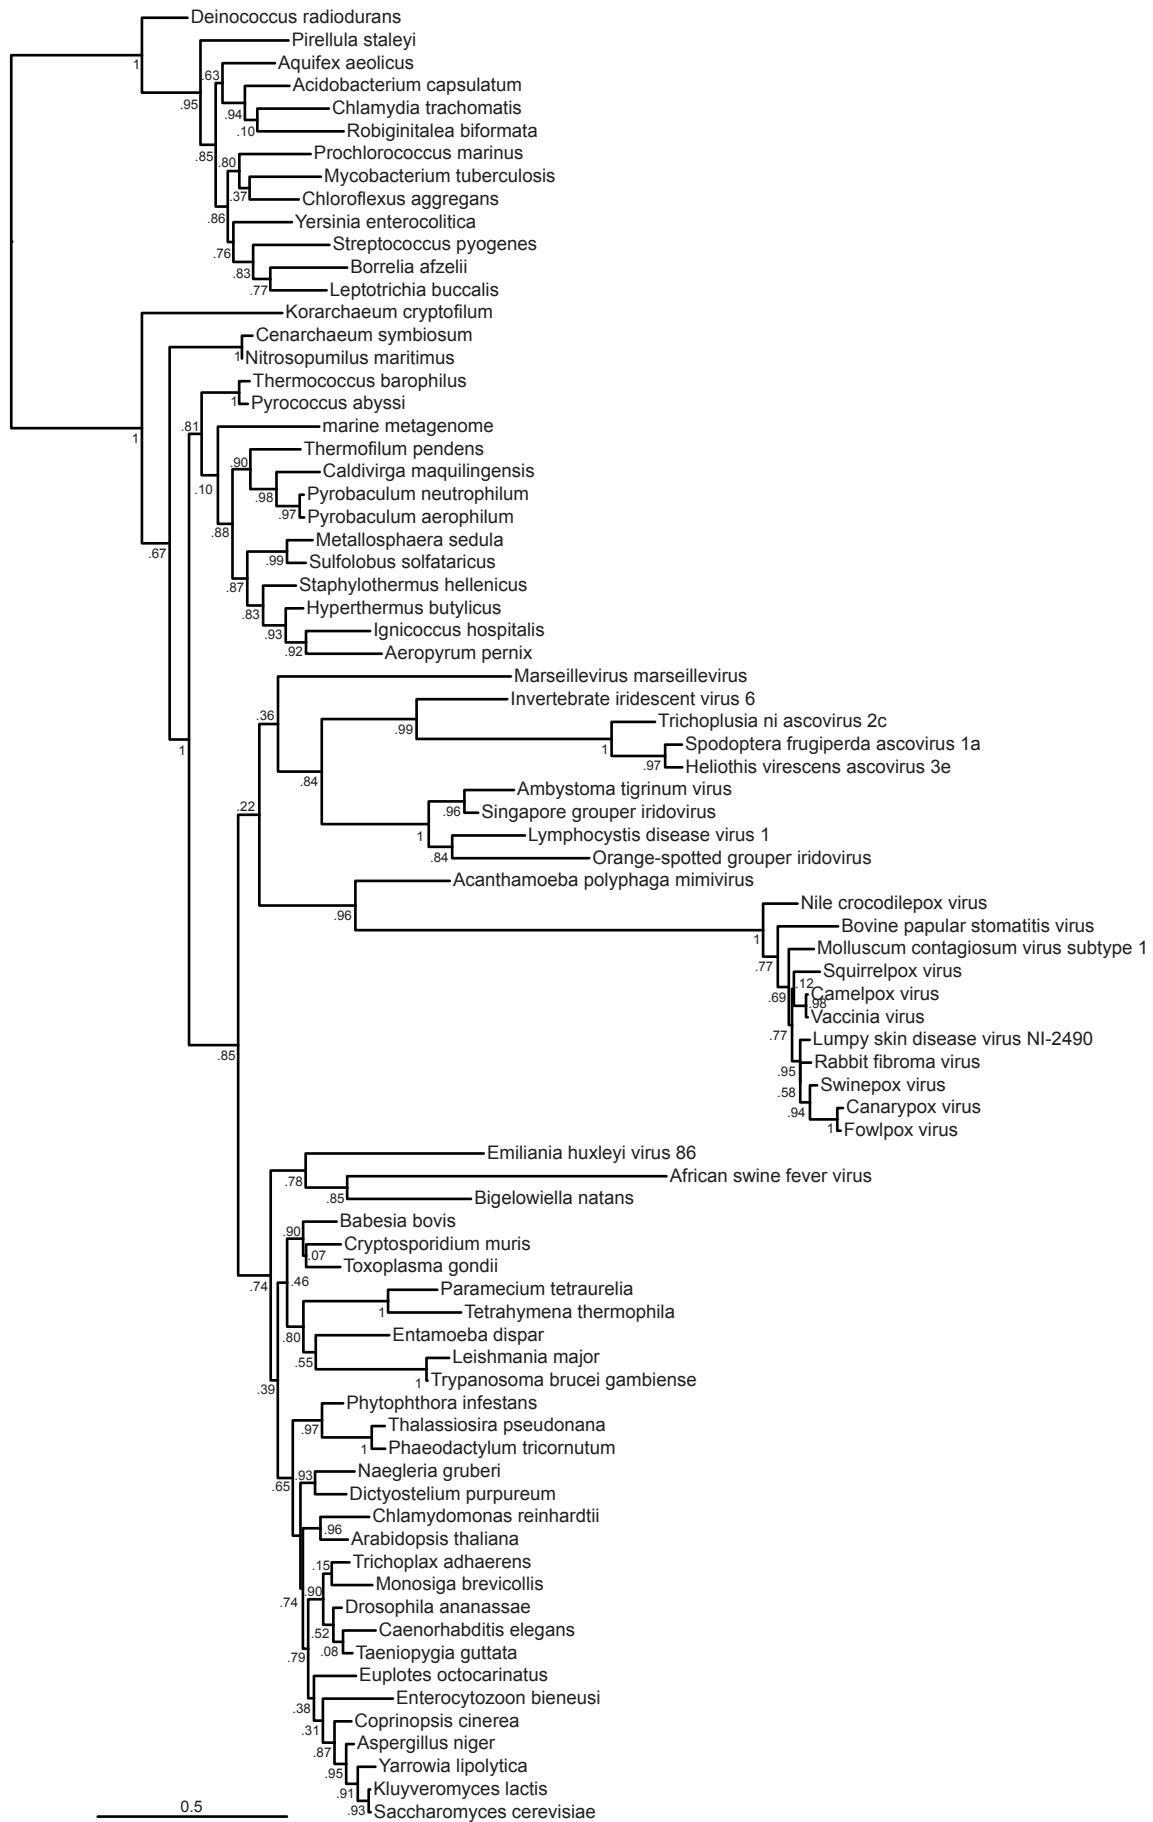 Deinococcus radiodurans
Pirellula staleyi
Aquifex aeolicus
.63
1
Acidobacterium capsulatum
.95
Chlamydia trachomatis
.94
Robiginitalea biformata
.10
Prochlorococcus marinus
.85
.80
Mycobacterium tuberculosis
.37
Chloroflexus aggregans
.86
Yersinia enterocolitica
Streptococcus pyogenes
.76
Borrelia afzelii
.83
Leptotrichia buccalis
.77
Korarchaeum cryptofilum
Cenarchaeum symbiosum
1
Nitrosopumilus maritimus
Thermococcus barophilus
1
Pyrococcus abyssi
.81
marine metagenome
1
Thermofilum pendens
.90
Caldivirga maquilingensis
.10
Pyrobaculum neutrophilum
.98
Pyrobaculum aerophilum
.97
.88
Metallosphaera sedula
.67
Sulfolobus solfataricus
.99
Staphylothermus hellenicus
.87
Hyperthermus butylicus
.83
Ignicoccus hospitalis
.93
Aeropyrum pernix
.92
Marseillevirus marseillevirus
Invertebrate iridescent virus 6
.36
Trichoplusia ni ascovirus 2c
.99
Spodoptera frugiperda ascovirus 1a
1
1
Heliothis virescens ascovirus 3e
.97
.84
Ambystoma tigrinum virus
.22
Singapore grouper iridovirus
.96
Lymphocystis disease virus 1
1
Orange-spotted grouper iridovirus
.84
Acanthamoeba polyphaga mimivirus
Nile crocodilepox virus
.96
Bovine papular stomatitis virus
1
Molluscum contagiosum virus subtype 1
.77
Squirrelpox virus
.12
Camelpox virus
.69
.98
Vaccinia virus
.77
Lumpy skin disease virus NI-2490
.85
Rabbit fibroma virus
.95
Swinepox virus
.58
Canarypox virus
.94
Fowlpox virus
1
Emiliania huxleyi virus 86
African swine fever virus
.78
Bigelowiella natans
.85
Babesia bovis
.90
Cryptosporidium muris
.07
Toxoplasma gondii
.46
.74
Paramecium tetraurelia
1
Tetrahymena thermophila
Entamoeba dispar
.80
Leishmania major
.55
Trypanosoma brucei gambiense
1
.39
Phytophthora infestans
Thalassiosira pseudonana
.97
Phaeodactylum tricornutum
1
Naegleria gruberi
.93
.65
Dictyostelium purpureum
Chlamydomonas reinhardtii
.96
Arabidopsis thaliana
Trichoplax adhaerens
.15
Monosiga brevicollis
.90
.74
Drosophila ananassae
Caenorhabditis elegans
.52
Taeniopygia guttata
.08
.79
Euplotes octocarinatus
Enterocytozoon bieneusi
.38
Coprinopsis cinerea
.31
Aspergillus niger
.87
Yarrowia lipolytica
.95
Kluyveromyces lactis
.91
Saccharomyces cerevisiae
.93
0.5